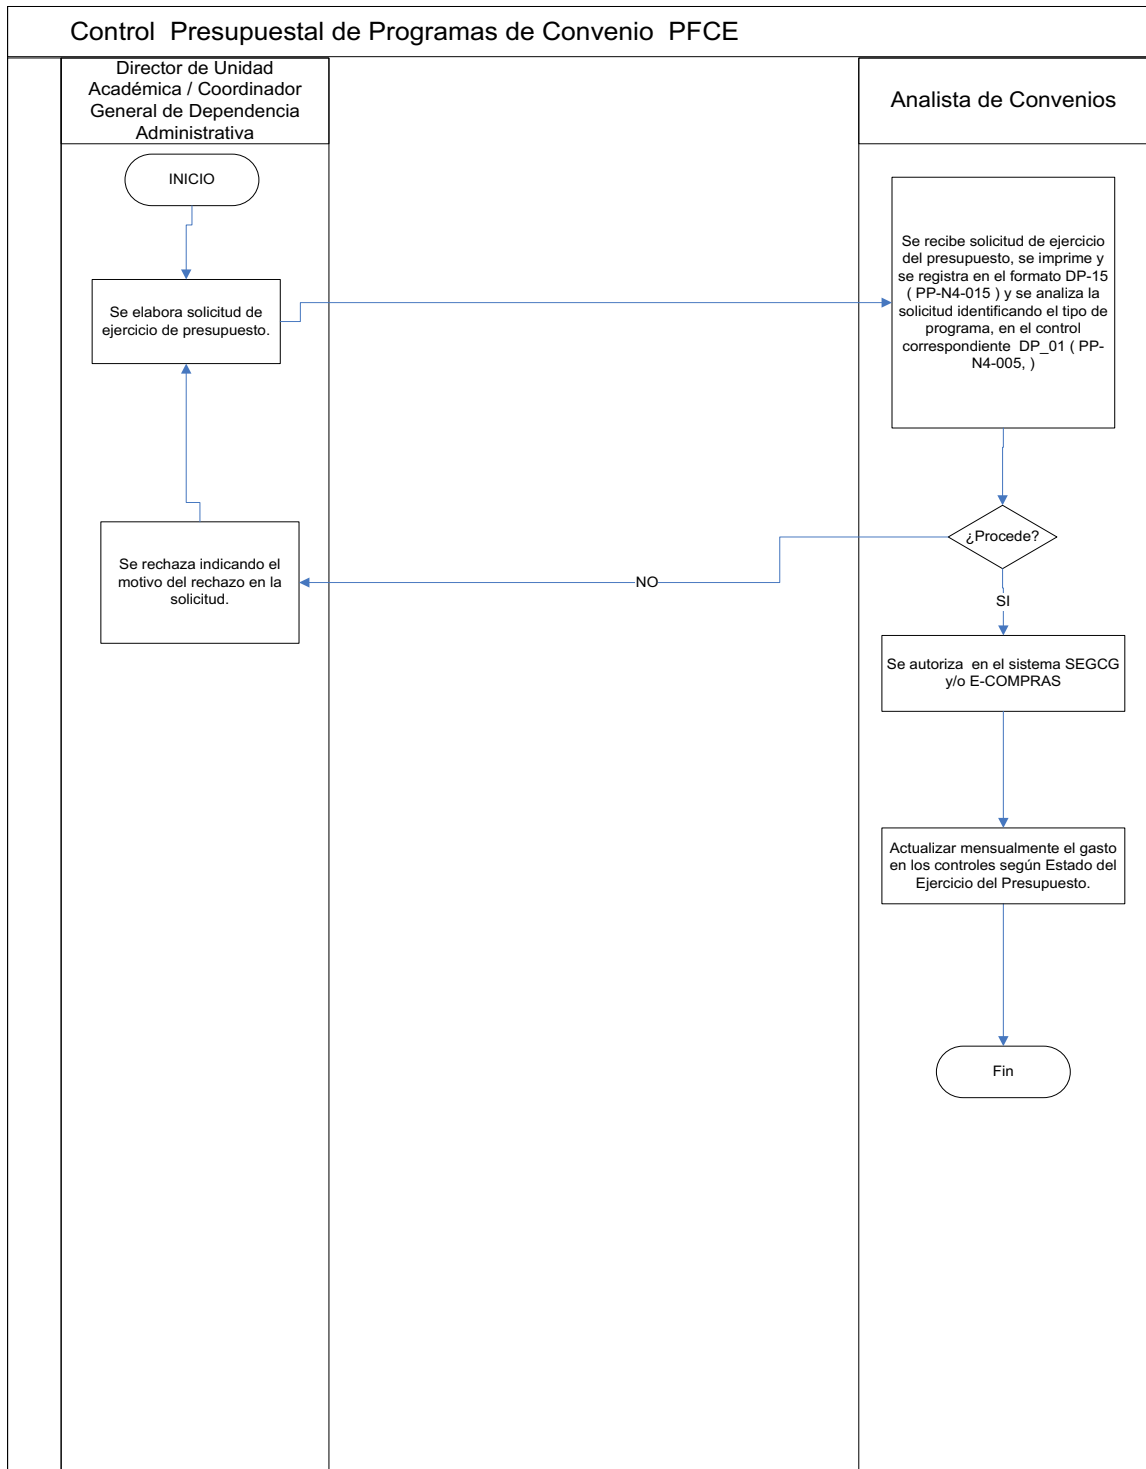 Control  Presupuestal de Programas de Convenio  PFCE
Director de Unidad
Académica / Coordinador
General de Dependencia
Administrativa
Analista de Convenios
INICIO
Se elabora solicitud de
ejercicio de presupuesto.
Se recibe solicitud de ejercicio
del presupuesto, se imprime y
se registra en el formato DP-15
( PP-N4-015 ) y se analiza la
solicitud identificando el tipo de
programa, en el control
correspondiente  DP_01 ( PP-
N4-005, )
¿Procede?
NO
Se rechaza indicando el
motivo del rechazo en la
solicitud.
SI
Se autoriza  en el sistema SEGCG
y/o E-COMPRAS
Actualizar mensualmente el gasto
en los controles según Estado del
Ejercicio del Presupuesto.
Fin